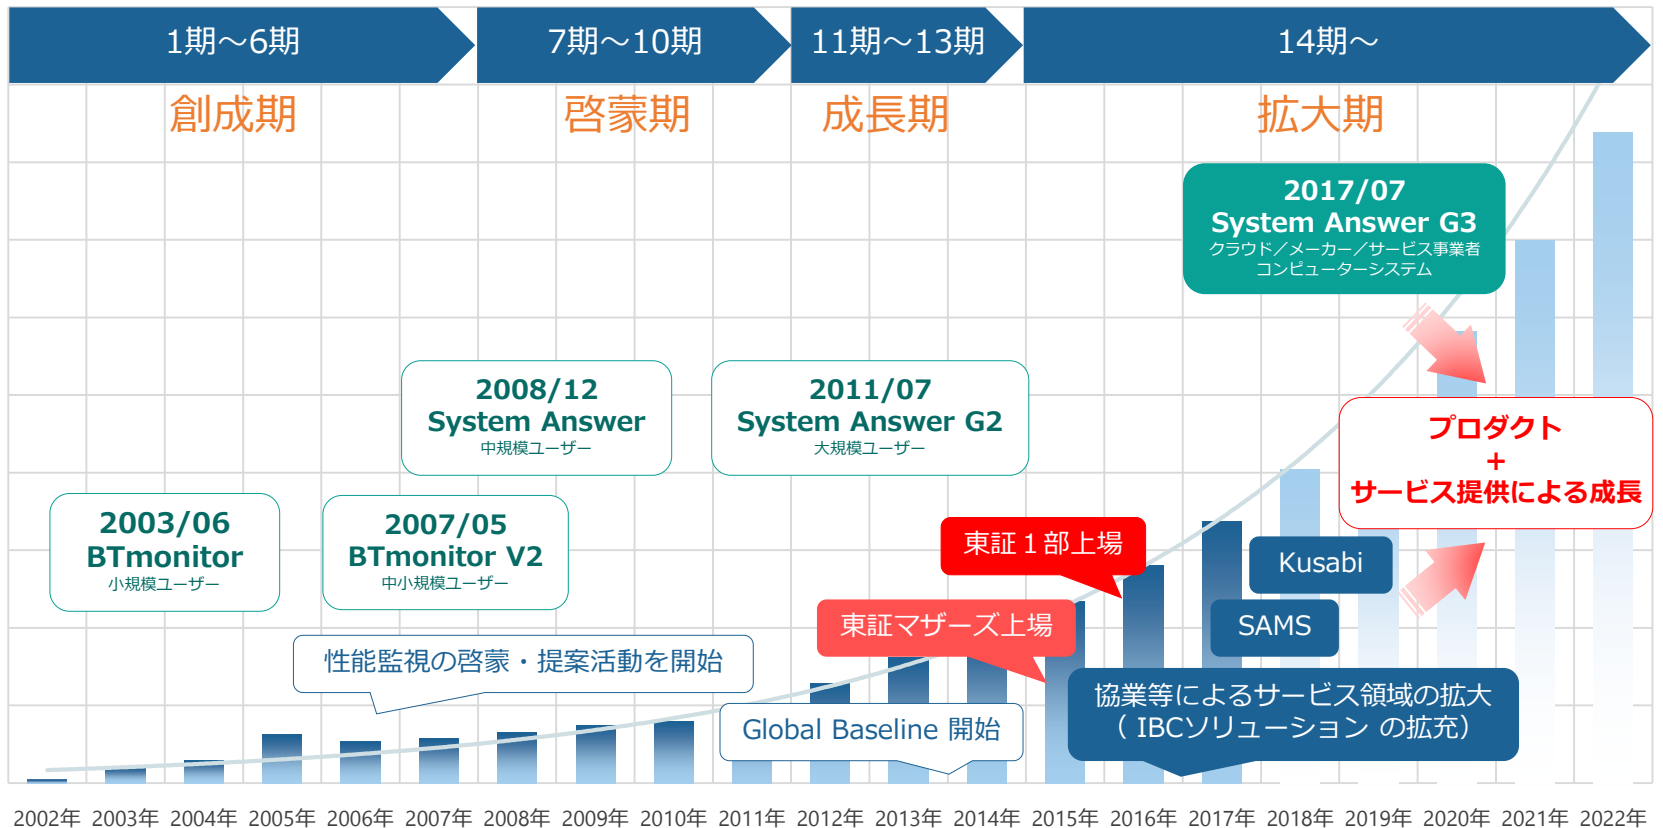 1期～6期
7期～10期
11期～13期
14期～
創成期
啓蒙期
成長期
拡大期
2017/07
System Answer G3
クラウド／メーカー／サービス事業者
コンピューターシステム
2008/12
System Answer
中規模ユーザー
2011/07
System Answer G2
大規模ユーザー
プロダクト
+
サービス提供による成長
2003/06
BTmonitor
小規模ユーザー
2007/05
BTmonitor V2
中小規模ユーザー
東証１部上場
Kusabi
東証マザーズ上場
SAMS
性能監視の啓蒙・提案活動を開始
Global Baseline 開始
協業等によるサービス領域の拡大
（ IBCソリューション の拡充）
2002年 2003年 2004年 2005年 2006年 2007年 2008年 2009年 2010年 2011年 2012年 2013年 2014年 2015年 2016年 2017年 2018年 2019年 2020年 2021年 2022年